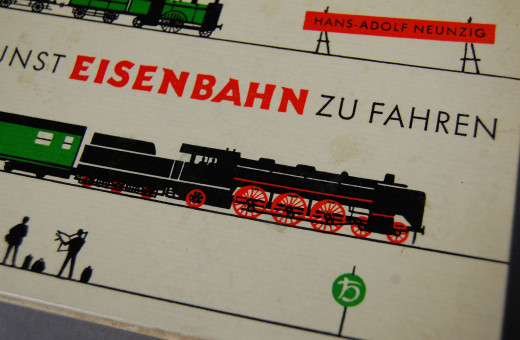 HANS-ADOLF NEUNZIG
UNST EISENBAHN ZU FAHREN